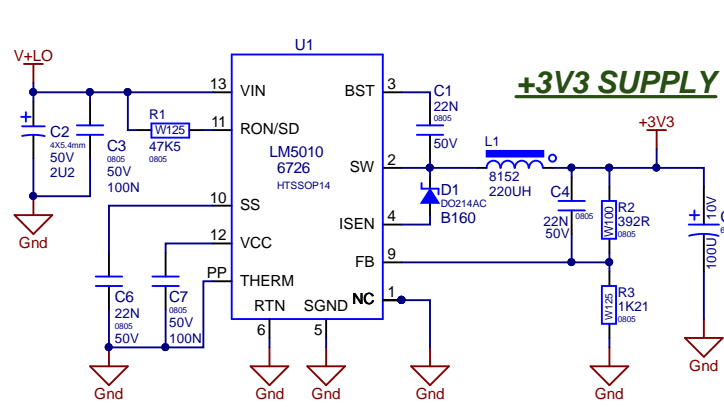 U1
V+LO
+3V3 SUPPLY
13
VIN
BST
3
C1
22N
0805
50V
+3V3
R1
W125
47K5
0805
11
RON/SD
LM5010
6726
HTSSOP14
+
C2
4X5.4mm
50V
2U2
C3
0805
50V
100N
SW
2
L1
8152
220UH
D1
DO214AC
B160
C4
0805
22N
50V
R2
392R
0805
W100
+
10V
100U
C
6
Gnd
10
SS
ISEN
4
12
VCC
FB
9
PP
THERM
NC
1
RTN
SGND
6
5
C6
22N
0805
50V
C7
0805
50V
100N
R3
1K21
0805
W125
Gnd
Gnd
Gnd
Gnd
Gnd
Gnd